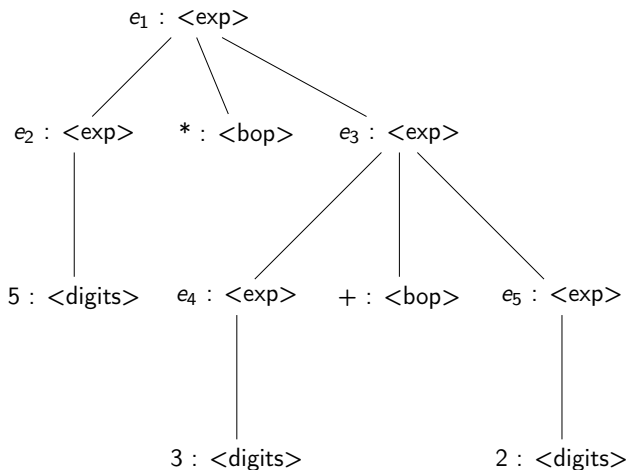 e₁ : <exp>
e₂ : <exp> * : <bop> e₃ : <exp>
5 : <digits> e₄ : <exp> + : <bop> e₅ : <exp>
3 : <digits> 2 : <digits>